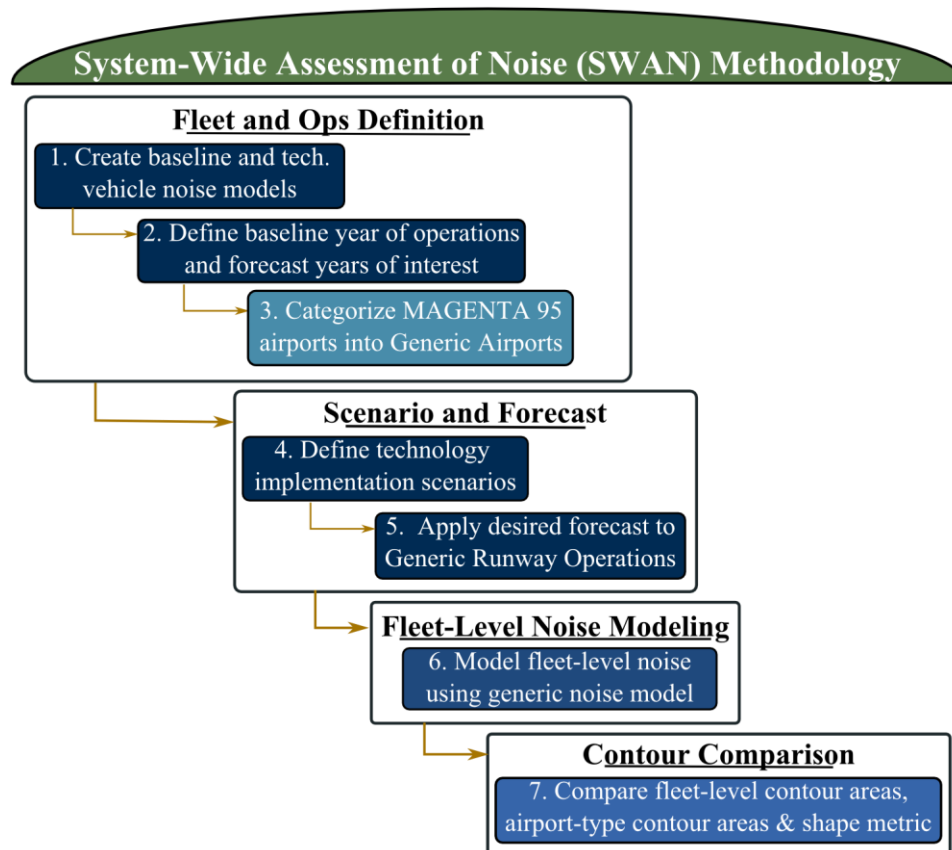 System-Wide Assessment of Noise (SWAN) Methodology
Fleet and Ops Definition
1. Create baseline and tech.
vehicle noise models
2. Define baseline year of operations
and forecast years of interest
3. Categorize MAGENTA 95
airports into Generic Airports
Scenario and Forecast
4. Define technology
implementation scenarios
5. Apply desired forecast to
Generic Runway Operations
Fleet-Level Noise Modeling
6. Model fleet-level noise
using generic noise model
Contour Comparison
7. Compare fleet-level contour areas,
airport-type contour areas & shape metric